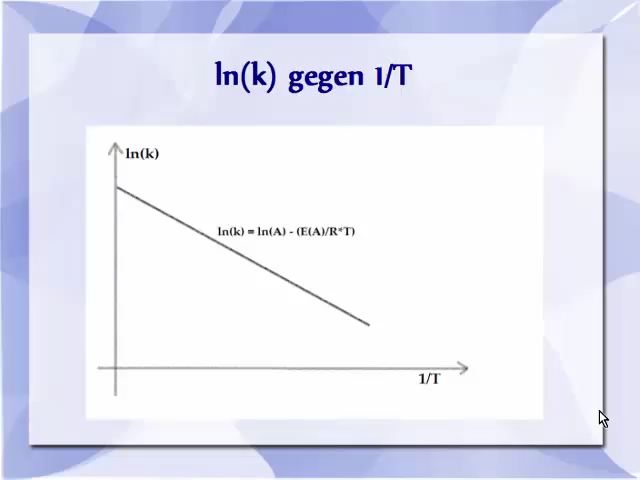 ln(k) gegen 1/T
ln(k)
ln(k) = ln(A) - (E(A)/R*T)
1/T